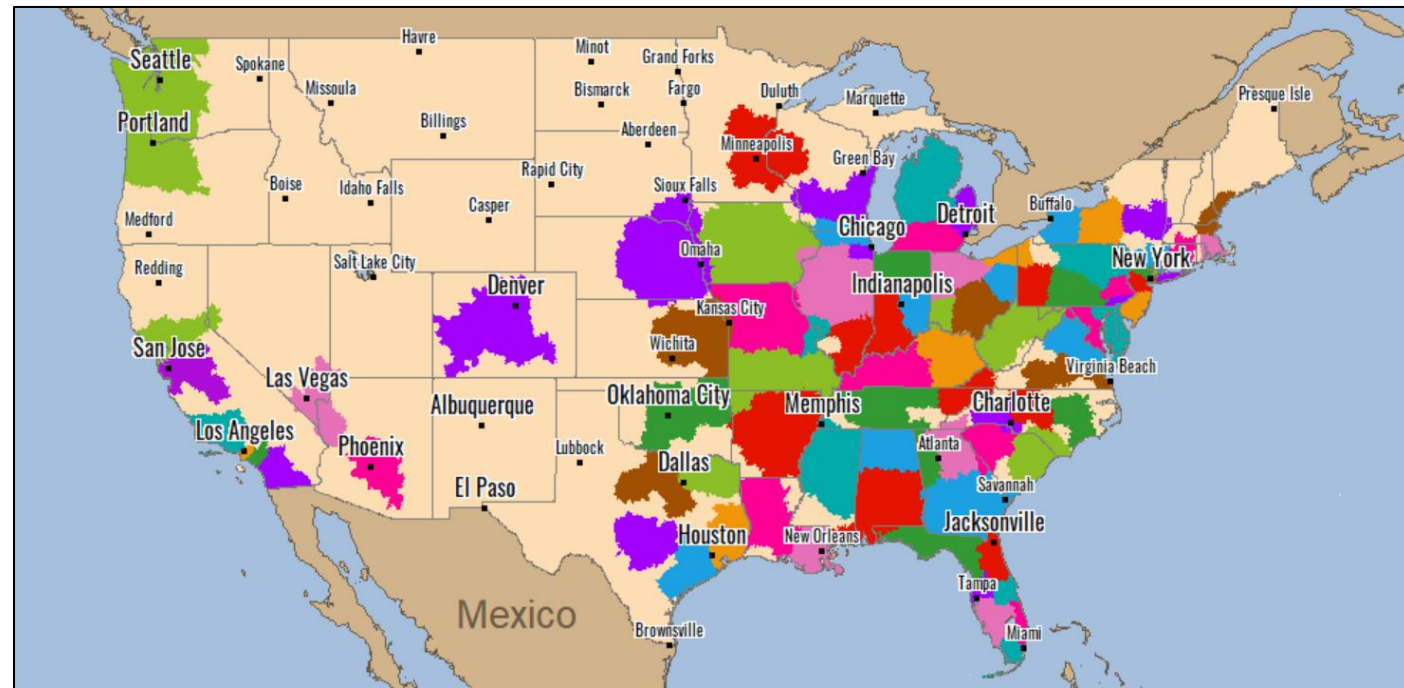 Havre
Seattle
Spokane
Minot
Grand Forks
Missoula
Bismarck
Fargo
Duluth
Marquette
Presque Isle
Portland
Billings
Aberdeen
Minneapolis
Green Bay
Rapid City
Boise
Idaho Falls
Sioux Falls
Casper
Buffalo
Detroit
Medford
Chicago
Omaha
New York
Redding
Salt Lake City
Denver
Indianapolis
Kansas City
San Jose
Wichita
Virginia Beach
Las Vegas
Oklahoma City
Albuquerque
Memphis
Charlotte
Los Angeles
Phoenix
Lubbock
Dallas
Atlanta
El Paso
Savannah
Houston
New Orleans
Jacksonville
Tampa
Mexico
Brownsville
Miami